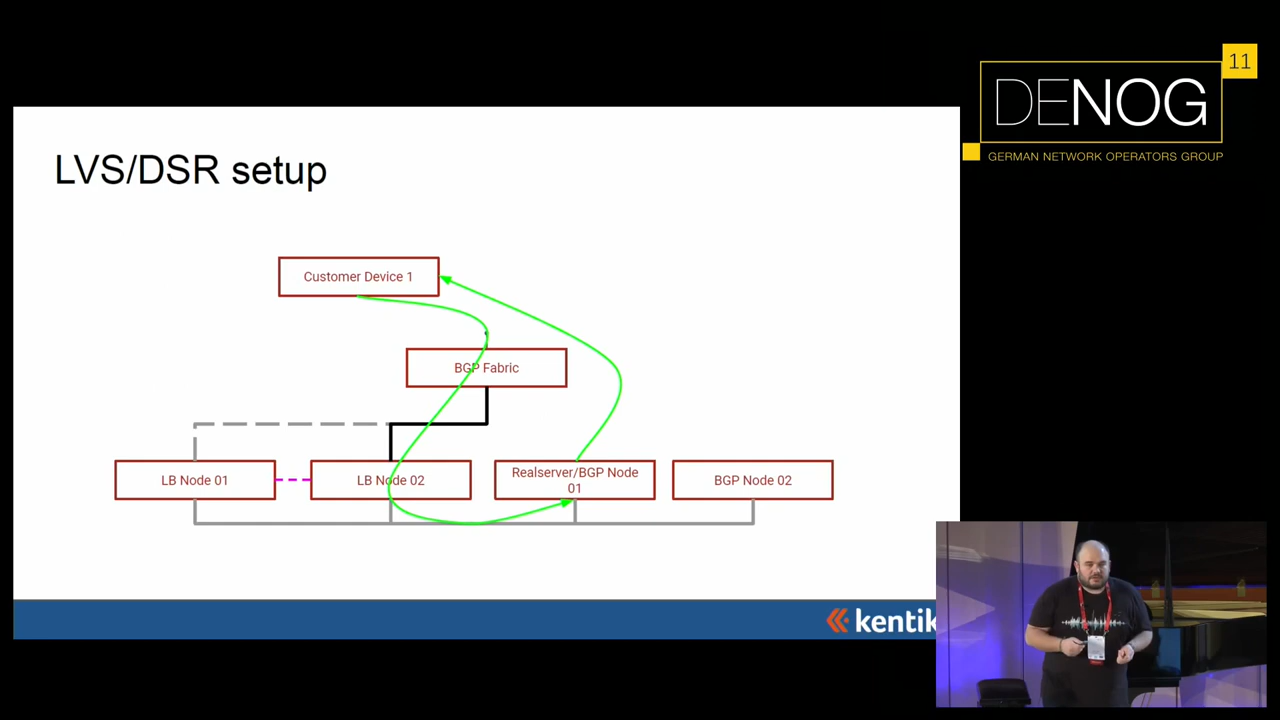 11
DENOG
GERMAN NETWORK OPERATORS GROUP
LVS/DSR setup
Customer Device 1
BGP Fabric
LB Node 01
LB Node 02
Realserver/BGP Node
01
BGP Node 02
kentik